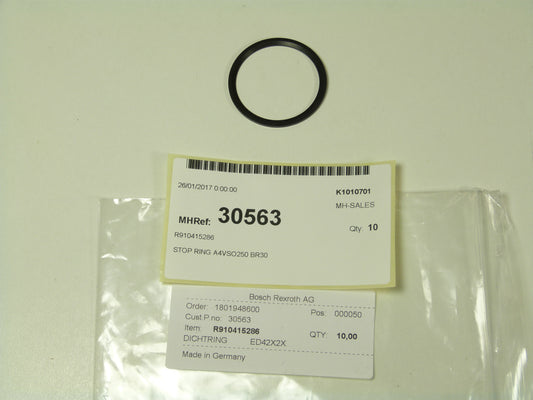 26/01/2017 0:00:00 K1010701
MH-SALES
MHRef: 30563 Qty: 10
R910415286
STOP RING A4VSO250 BR30
Bosch Rexroth AG
Order: 1801948600 Pos: 000050
Cust.P.no: 30563
Item: R910415286 QTY: 10,00
DICHTRING ED42X2X
Made in Germany